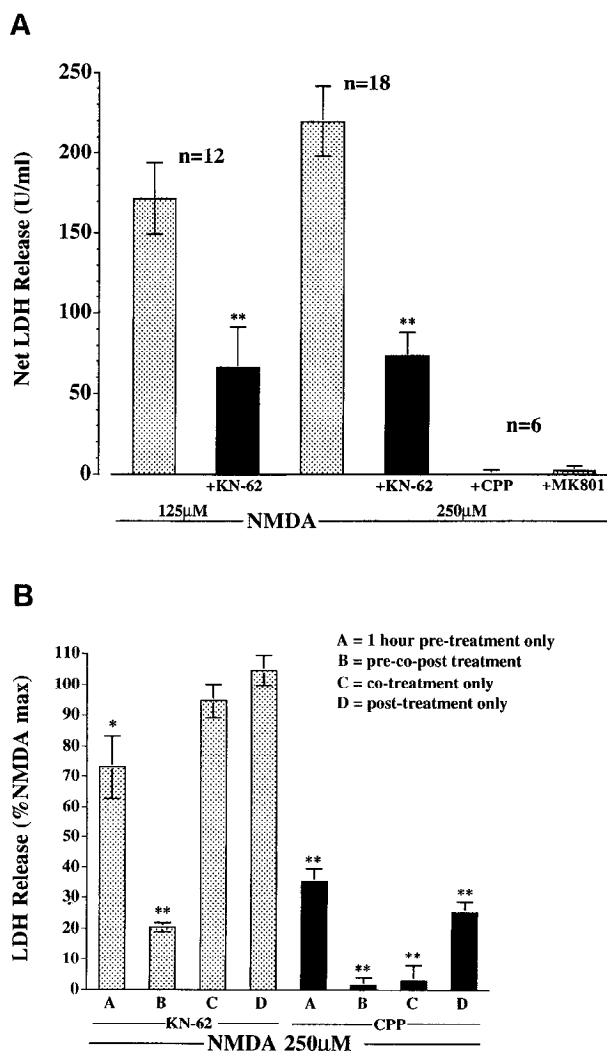 A
Net LDH Release (U/ml)
250
200
150
100
50
0
n=12
n=18
n=6
**
**
+KN-62
+KN-62
+CPP
+MK801
125µM
NMDA
250µM
B
LDH Release (%NMDA max)
110
100
90
80
70
60
50
40
30
20
10
0
A = 1 hour pre-treatment only
B = pre-co-post treatment
C = co-treatment only
D = post-treatment only
*
**
**
**
**
**
A
B
C
D
A
B
C
D
KN-62
CPP
NMDA 250µM